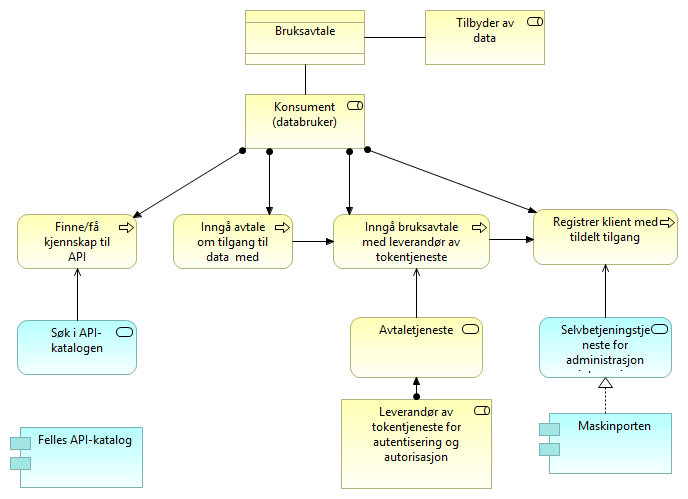 Bruksavtale
Tilbyder av
data
Konsument
(databruker)
Finne/få
kjennskap til
API
Inngå avtale
om tilgang til
data med
Inngå bruksavtale
med leverandør av
tokentjeneste
Registrer klient med
tildelt tilgang
Søk i API-
katalogen
Avtaletjeneste
Selvbetjeningstje
neste for
administrasjon
Felles API-katalog
Leverandør av
tokentjeneste for
autentisering og
autorisasjon
Maskinporten